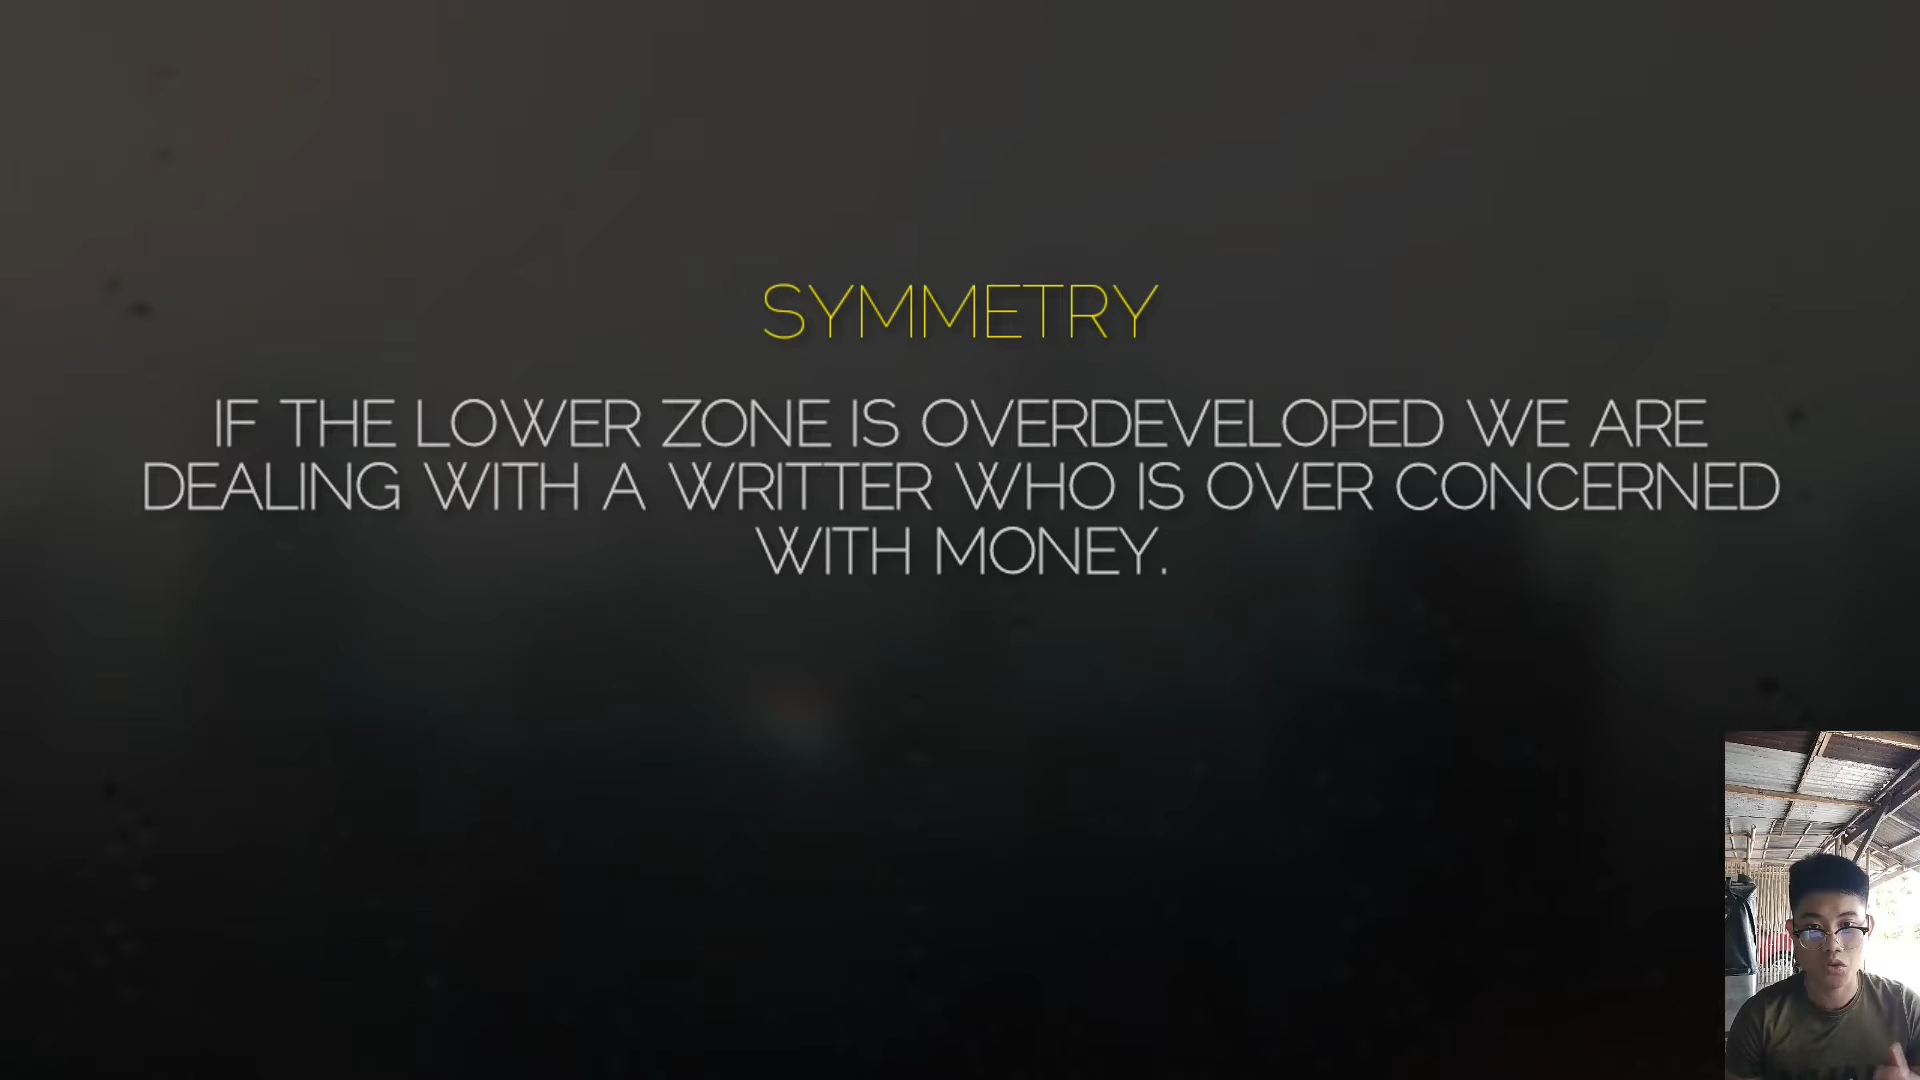 SYMMETRY
IF THE LOWER ZONE IS OVERDEVELOPED WE ARE
DEALING WITH A WRITTER WHO IS OVER CONCERNED
WITH MONEY.